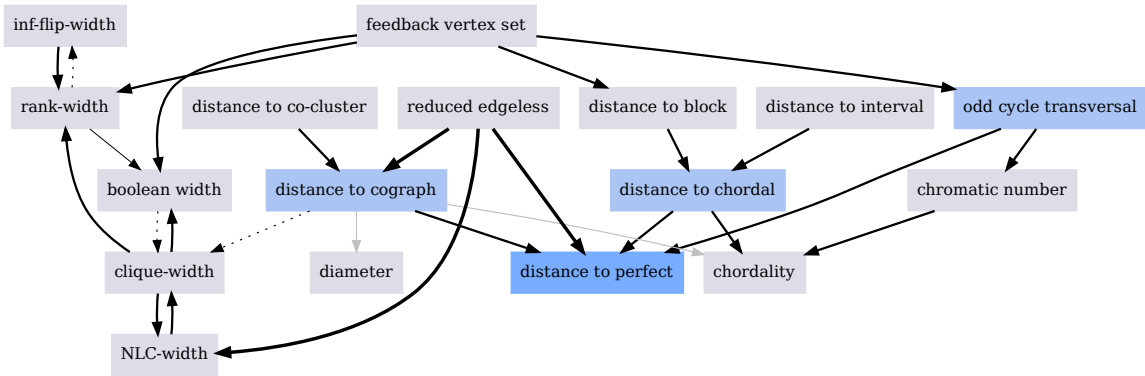 inf-flip-width
feedback vertex set
rank-width
distance to co-cluster
reduced edgeless
distance to block
distance to interval
odd cycle transversal
boolean width
distance to cograph
distance to chordal
chromatic number
clique-width
diameter
distance to perfect
chordality
NLC-width